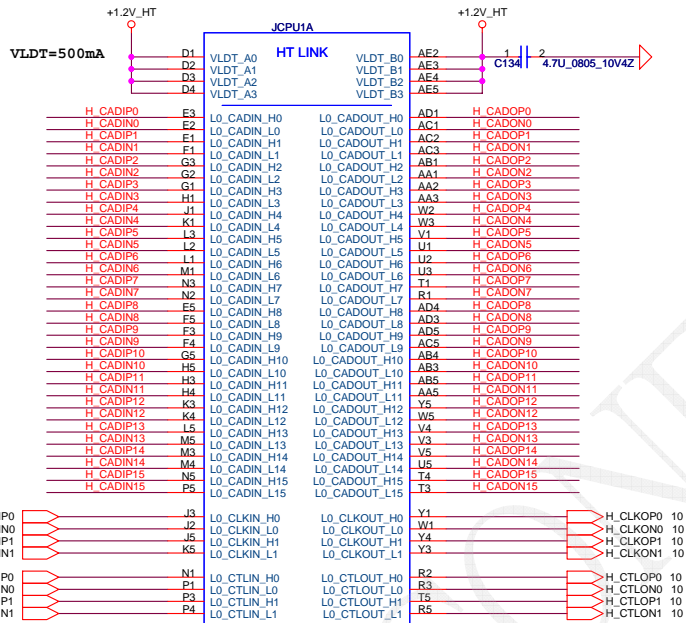 +1.2V_HT +1.2V_HT
JCPU1A
VLDT=500mA HT LINK
D1 VLDT_A0 VLDT_B0 AE2 1 2
D2 VLDT_A1 VLDT_B1 AE3 C134 4.7U_0805_10V4Z
D3 VLDT_A2 VLDT_B2 AE4
D4 VLDT_A3 VLDT_B3 AE5
H_CADIP0 E3 L0_CADIN_H0 L0_CADOUT_H0 AD1 H_CADOP0
H_CADIN0 E2 L0_CADIN_L0 L0_CADOUT_L0 AC1 H_CADON0
H_CADIP1 E1 L0_CADIN_H1 L0_CADOUT_H1 AC2 H_CADOP1
H_CADIN1 F1 L0_CADIN_L1 L0_CADOUT_L1 AC3 H_CADON1
H_CADIP2 G3 L0_CADIN_H2 L0_CADOUT_H2 AB1 H_CADOP2
H_CADIN2 G2 L0_CADIN_L2 L0_CADOUT_L2 AA1 H_CADON2
H_CADIP3 G1 L0_CADIN_H3 L0_CADOUT_H3 AA2 H_CADOP3
H_CADIN3 H1 L0_CADIN_L3 L0_CADOUT_L3 AA3 H_CADON3
H_CADIP4 J1 L0_CADIN_H4 L0_CADOUT_H4 W2 H_CADOP4
H_CADIN4 K1 L0_CADIN_L4 L0_CADOUT_L4 W3 H_CADON4
H_CADIP5 L3 L0_CADIN_H5 L0_CADOUT_H5 V1 H_CADOP5
H_CADIN5 L2 L0_CADIN_L5 L0_CADOUT_L5 U1 H_CADON5
H_CADIP6 L1 L0_CADIN_H6 L0_CADOUT_H6 U2 H_CADOP6
H_CADIN6 M1 L0_CADIN_L6 L0_CADOUT_L6 U3 H_CADON6
H_CADIP7 N3 L0_CADIN_H7 L0_CADOUT_H7 T1 H_CADOP7
H_CADIN7 N2 L0_CADIN_L7 L0_CADOUT_L7 R1 H_CADON7
H_CADIP8 E5 L0_CADIN_H8 L0_CADOUT_H8 AD4 H_CADOP8
H_CADIN8 F5 L0_CADIN_L8 L0_CADOUT_L8 AD3 H_CADON8
H_CADIP9 F3 L0_CADIN_H9 L0_CADOUT_H9 AD5 H_CADOP9
H_CADIN9 F4 L0_CADIN_L9 L0_CADOUT_L9 AC5 H_CADON9
H_CADIP10 G5 L0_CADIN_H10 L0_CADOUT_H10 AB4 H_CADOP10
H_CADIN10 H5 L0_CADIN_L10 L0_CADOUT_L10 AB3 H_CADON10
H_CADIP11 H3 L0_CADIN_H11 L0_CADOUT_H11 AB5 H_CADOP11
H_CADIN11 H4 L0_CADIN_L11 L0_CADOUT_L11 AA5 H_CADON11
H_CADIP12 K3 L0_CADIN_H12 L0_CADOUT_H12 Y5 H_CADOP12
H_CADIN12 K4 L0_CADIN_L12 L0_CADOUT_L12 W5 H_CADON12
H_CADIP13 L5 L0_CADIN_H13 L0_CADOUT_H13 V4 H_CADOP13
H_CADIN13 M5 L0_CADIN_L13 L0_CADOUT_L13 V3 H_CADON13
H_CADIP14 M3 L0_CADIN_H14 L0_CADOUT_H14 V5 H_CADOP14
H_CADIN14 M4 L0_CADIN_L14 L0_CADOUT_L14 U5 H_CADON14
H_CADIP15 N5 L0_CADIN_H15 L0_CADOUT_H15 T4 H_CADOP15
H_CADIN15 P5 L0_CADIN_L15 L0_CADOUT_L15 T3 H_CADON15
J3 L0_CLKIN_H0 L0_CLKOUT_H0 Y1 H_CLKOP0 10
J2 L0_CLKIN_L0 L0_CLKOUT_L0 W1 H_CLKON0 10
J5 L0_CLKIN_H1 L0_CLKOUT_H1 Y4 H_CLKOP1 10
K5 L0_CLKIN_L1 L0_CLKOUT_L1 Y3 H_CLKON1 10
N1 L0_CTLIN_H0 L0_CTLOUT_H0 R2 H_CTLOP0 10
P1 L0_CTLIN_L0 L0_CTLOUT_L0 R3 H_CTLON0 10
P3 L0_CTLIN_H1 L0_CTLOUT_H1 T5 H_CTLOP1 10
P4 L0_CTLIN_L1 L0_CTLOUT_L1 R5 H_CTLON1 10